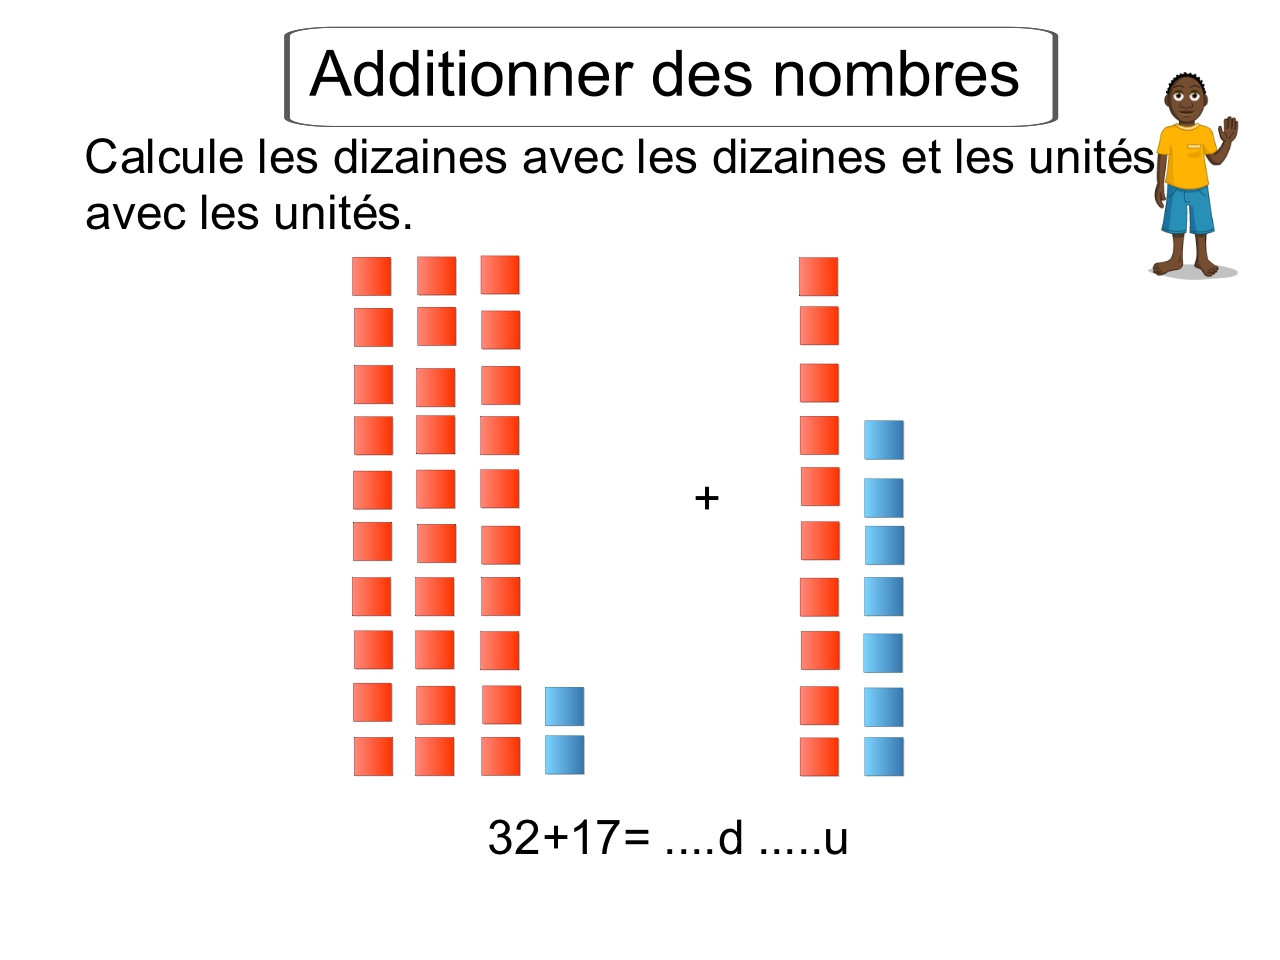 Additionner des nombres
Calcule les dizaines avec les dizaines et les unités
avec les unités.
+
32+17= ....d .....u